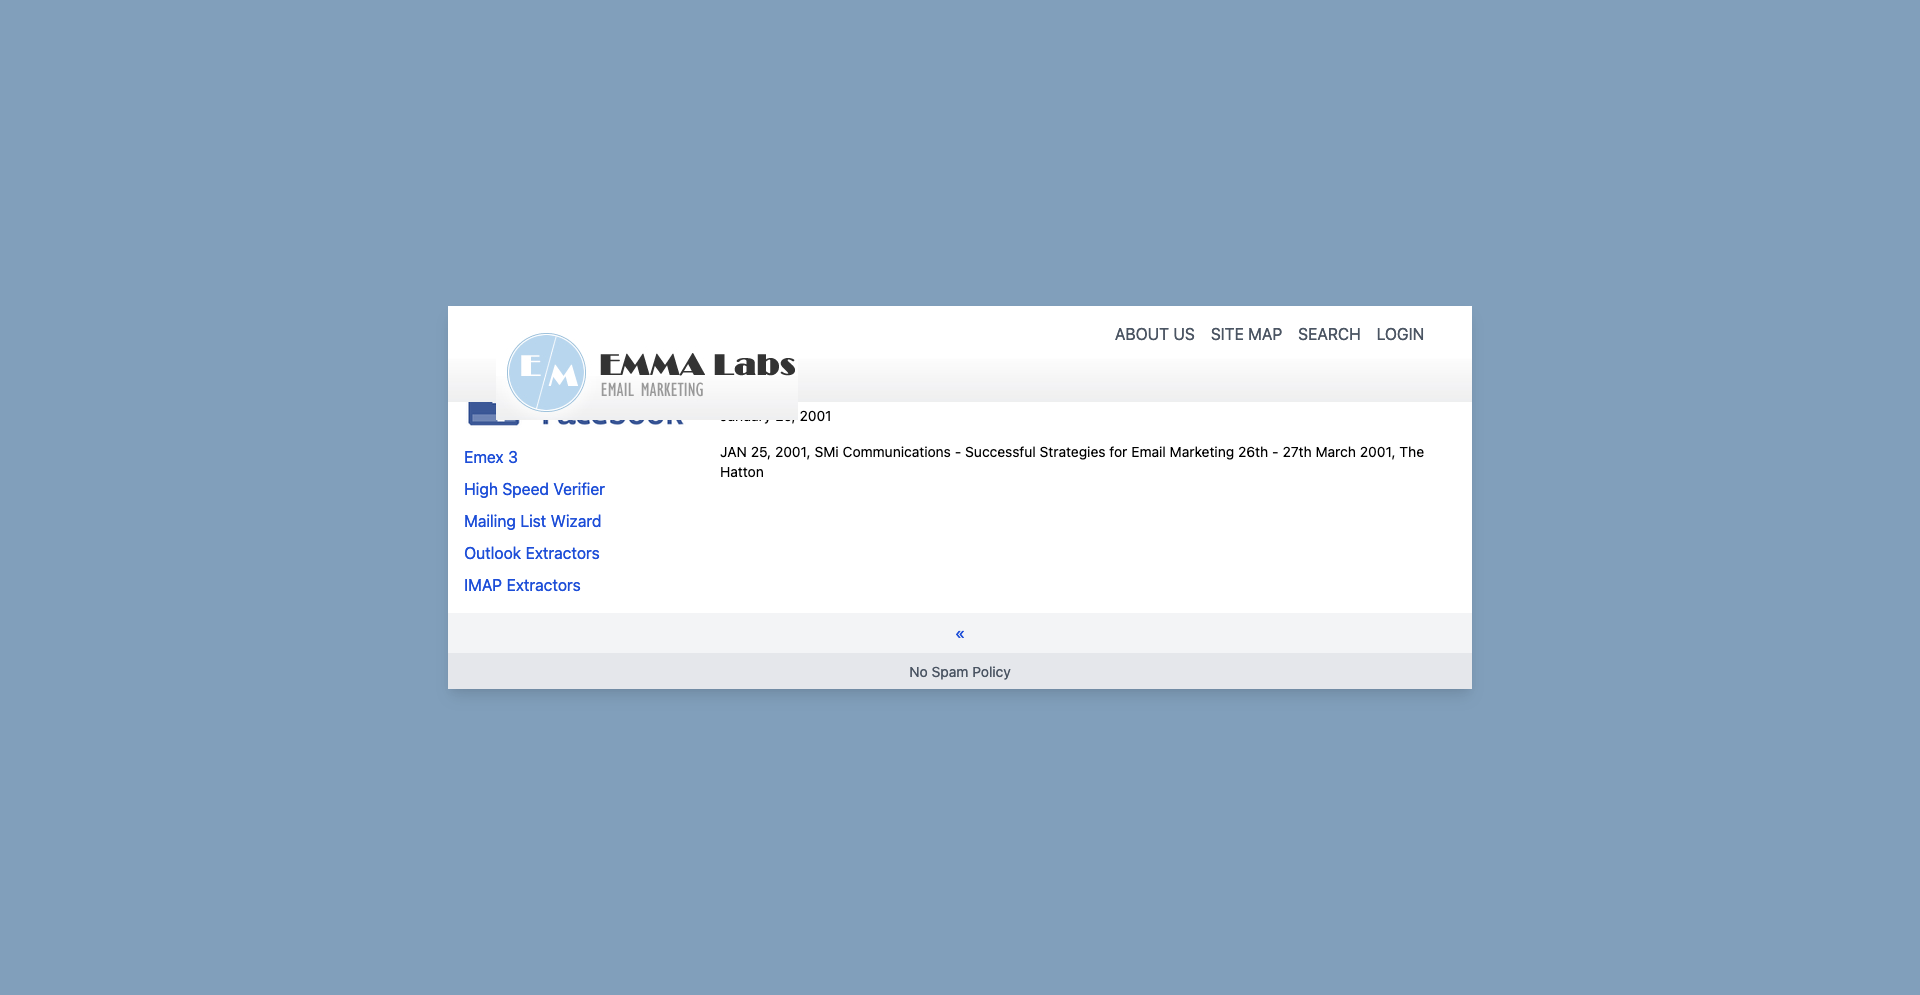 ABOUT US SITE MAP SEARCH LOGIN
E M
EMMA Labs
EMAIL MARKETING
2001
Emex 3
High Speed Verifier
Mailing List Wizard
Outlook Extractors
IMAP Extractors
JAN 25, 2001, SMi Communications - Successful Strategies for Email Marketing 26th - 27th March 2001, The
Hatton
«
No Spam Policy